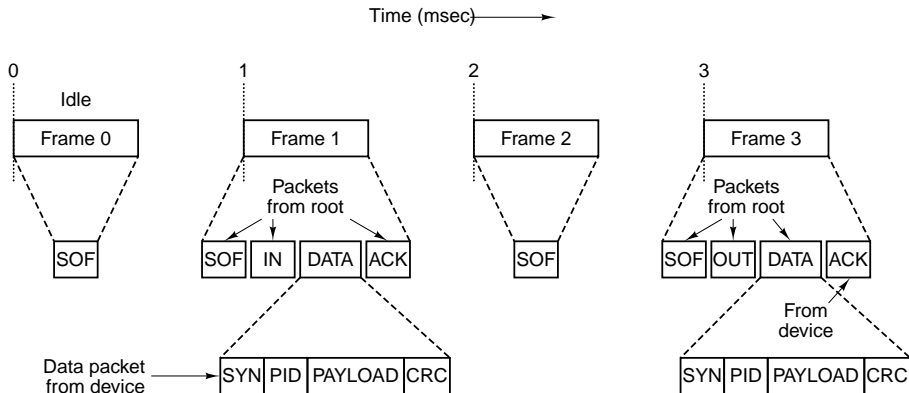 Time (msec)
0 1 2 3
Idle
Frame 0 Frame 1 Frame 2 Frame 3
Packets
from root
Packets
from root
SOF SOF IN DATA ACK SOF SOF OUT DATA ACK
From
device
Data packet
from device
SYN PID PAYLOAD CRC SYN PID PAYLOAD CRC